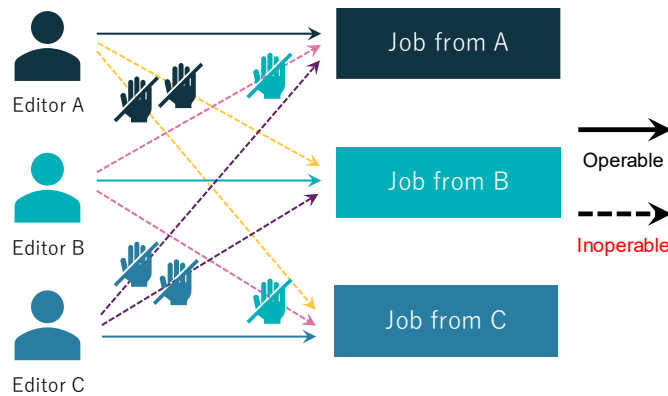 Editor A
Job from A
Operable
Editor B
Job from B
Inoperable
Editor C
Job from C